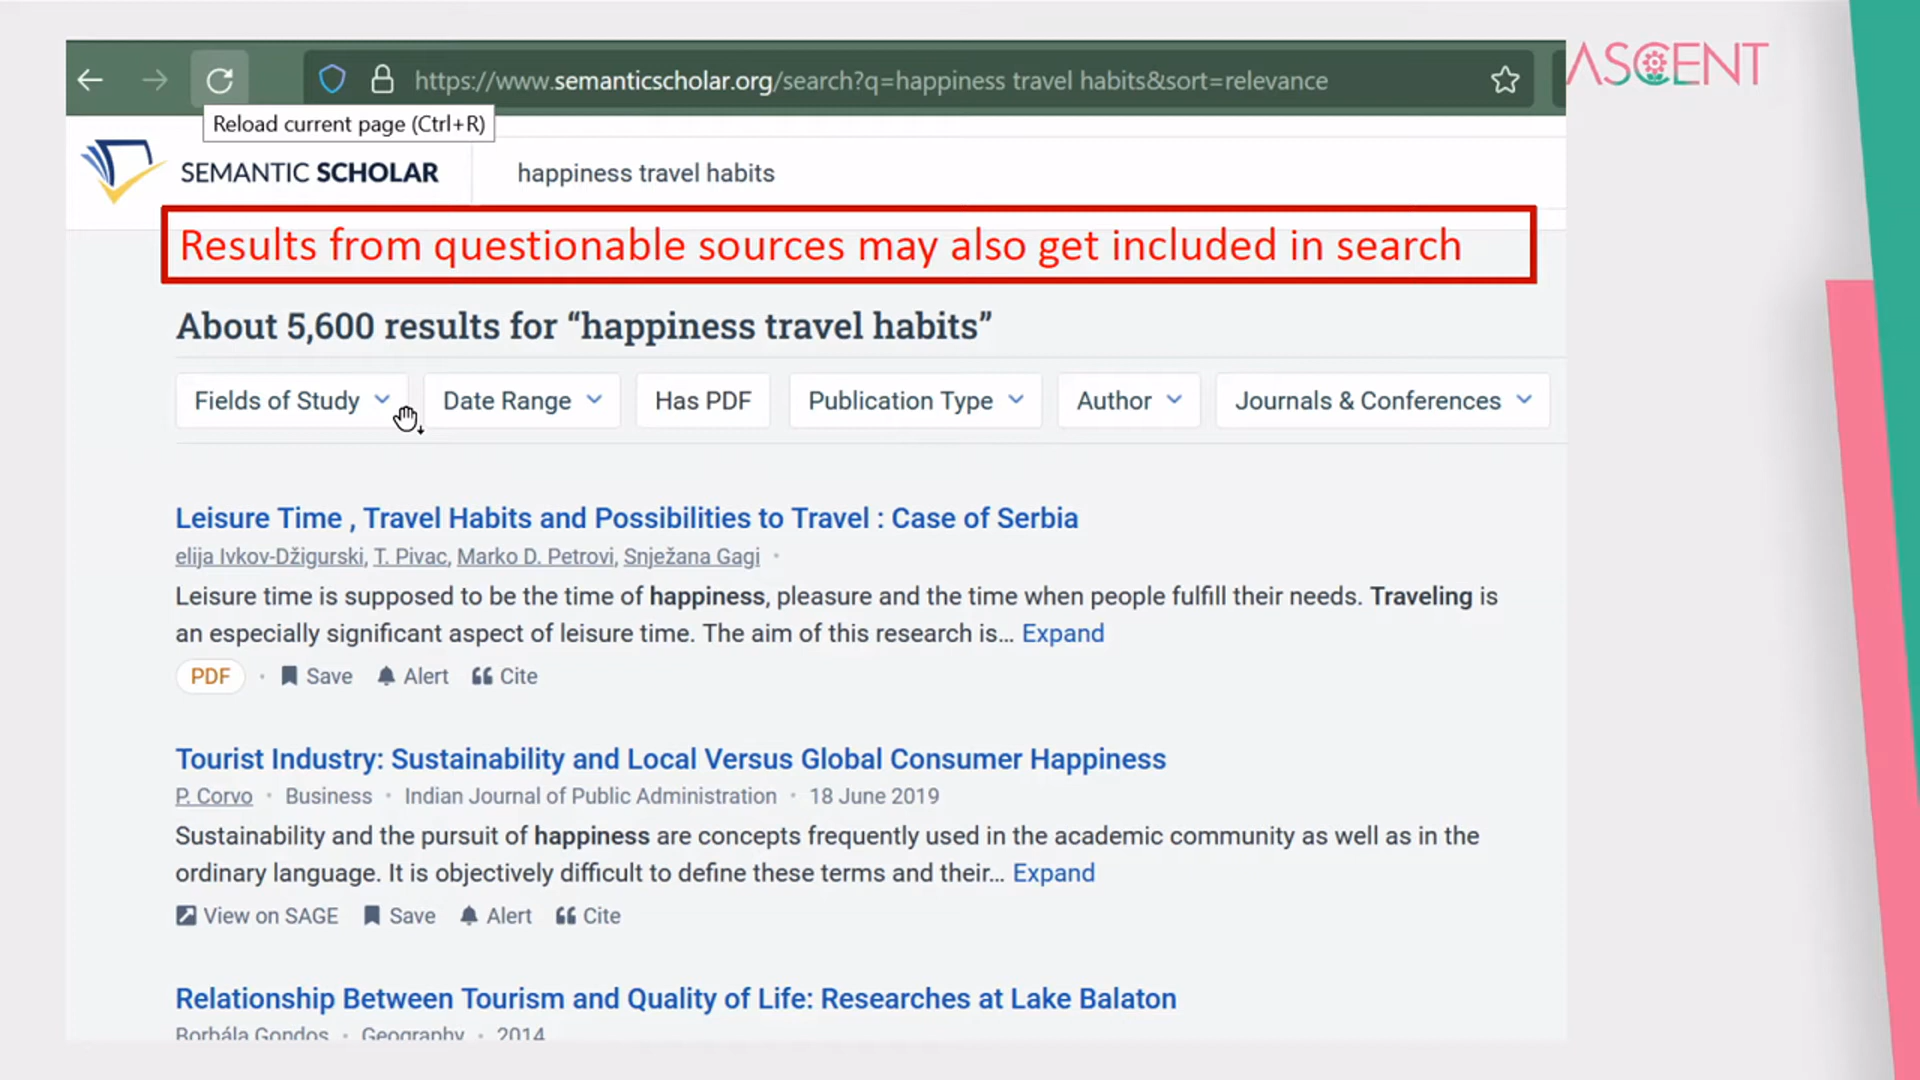 ASCENT
https://www.semanticscholar.org/search?q=happiness travel habits&sort=relevance
Reload current page (Ctrl+R)
SEMANTIC SCHOLAR
happiness travel habits
Results from questionable sources may also get included in search
About 5,600 results for “happiness travel habits”
Fields of Study
Date Range
Has PDF
Publication Type
Author
Journals & Conferences
Leisure Time , Travel Habits and Possibilities to Travel : Case of Serbia
elija Ivkov-Džigurski, T. Pivac, Marko D. Petrovi, Snježana Gagi ·
Leisure time is supposed to be the time of happiness, pleasure and the time when people fulfill their needs. Traveling is
an especially significant aspect of leisure time. The aim of this research is… Expand
PDF · Save Alert Cite
Tourist Industry: Sustainability and Local Versus Global Consumer Happiness
P. Corvo · Business · Indian Journal of Public Administration · 18 June 2019
Sustainability and the pursuit of happiness are concepts frequently used in the academic community as well as in the
ordinary language. It is objectively difficult to define these terms and their… Expand
View on SAGE Save Alert Cite
Relationship Between Tourism and Quality of Life: Researches at Lake Balaton
Borbála Gondos · Geography · 2014